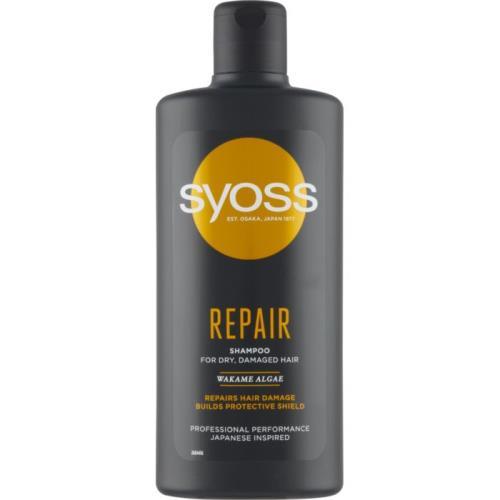 syoss
EST. OSAKA, JAPAN 1977
REPAIR
SHAMPOO
FOR DRY, DAMAGED HAIR
WAKAME ALGAE
REPAIRS HAIR DAMAGE
BUILDS PROTECTIVE SHIELD
PROFESSIONAL PERFORMANCE
JAPANESE INSPIRED